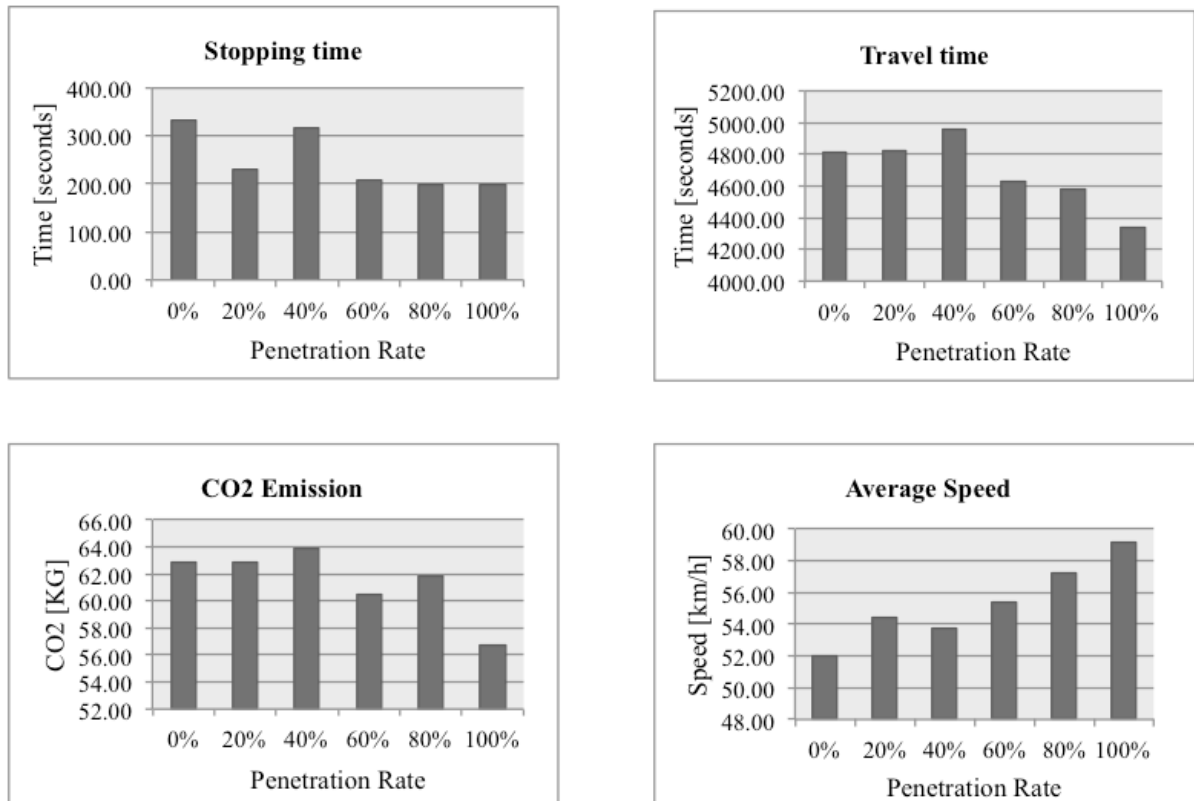 Stopping time
400.00
300.00
200.00
100.00
0.00
Time [seconds]
0% 20% 40% 60% 80% 100%
Penetration Rate
Travel time
5200.00
5000.00
4800.00
4600.00
4400.00
4200.00
4000.00
Time [seconds]
0% 20% 40% 60% 80% 100%
Penetration Rate
CO2 Emission
66.00
64.00
62.00
60.00
58.00
56.00
54.00
52.00
CO2 [KG]
0% 20% 40% 60% 80% 100%
Penetration Rate
Average Speed
60.00
58.00
56.00
54.00
52.00
50.00
48.00
Speed [km/h]
0% 20% 40% 60% 80% 100%
Penetration Rate